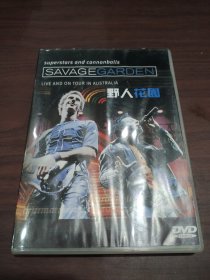 superstars and cannonballs
SAVAGE GARDEN
LIVE AND ON TOUR IN AUSTRALIA
野人花園
DVD